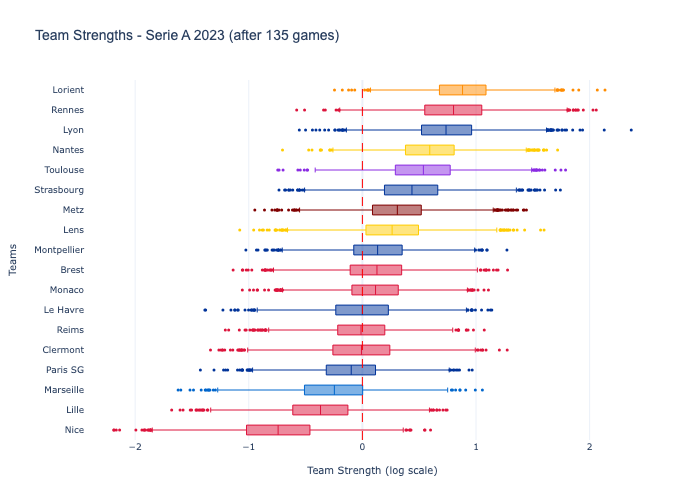 Team Strengths - Serie A 2023 (after 135 games)
Lorient
Rennes
Lyon
Nantes
Toulouse
Strasbourg
Metz
Lens
Montpellier
Brest
Monaco
Le Havre
Reims
Clermont
Paris SG
Marseille
Lille
Nice
Teams
−2 −1 0 1 2
Team Strength (log scale)